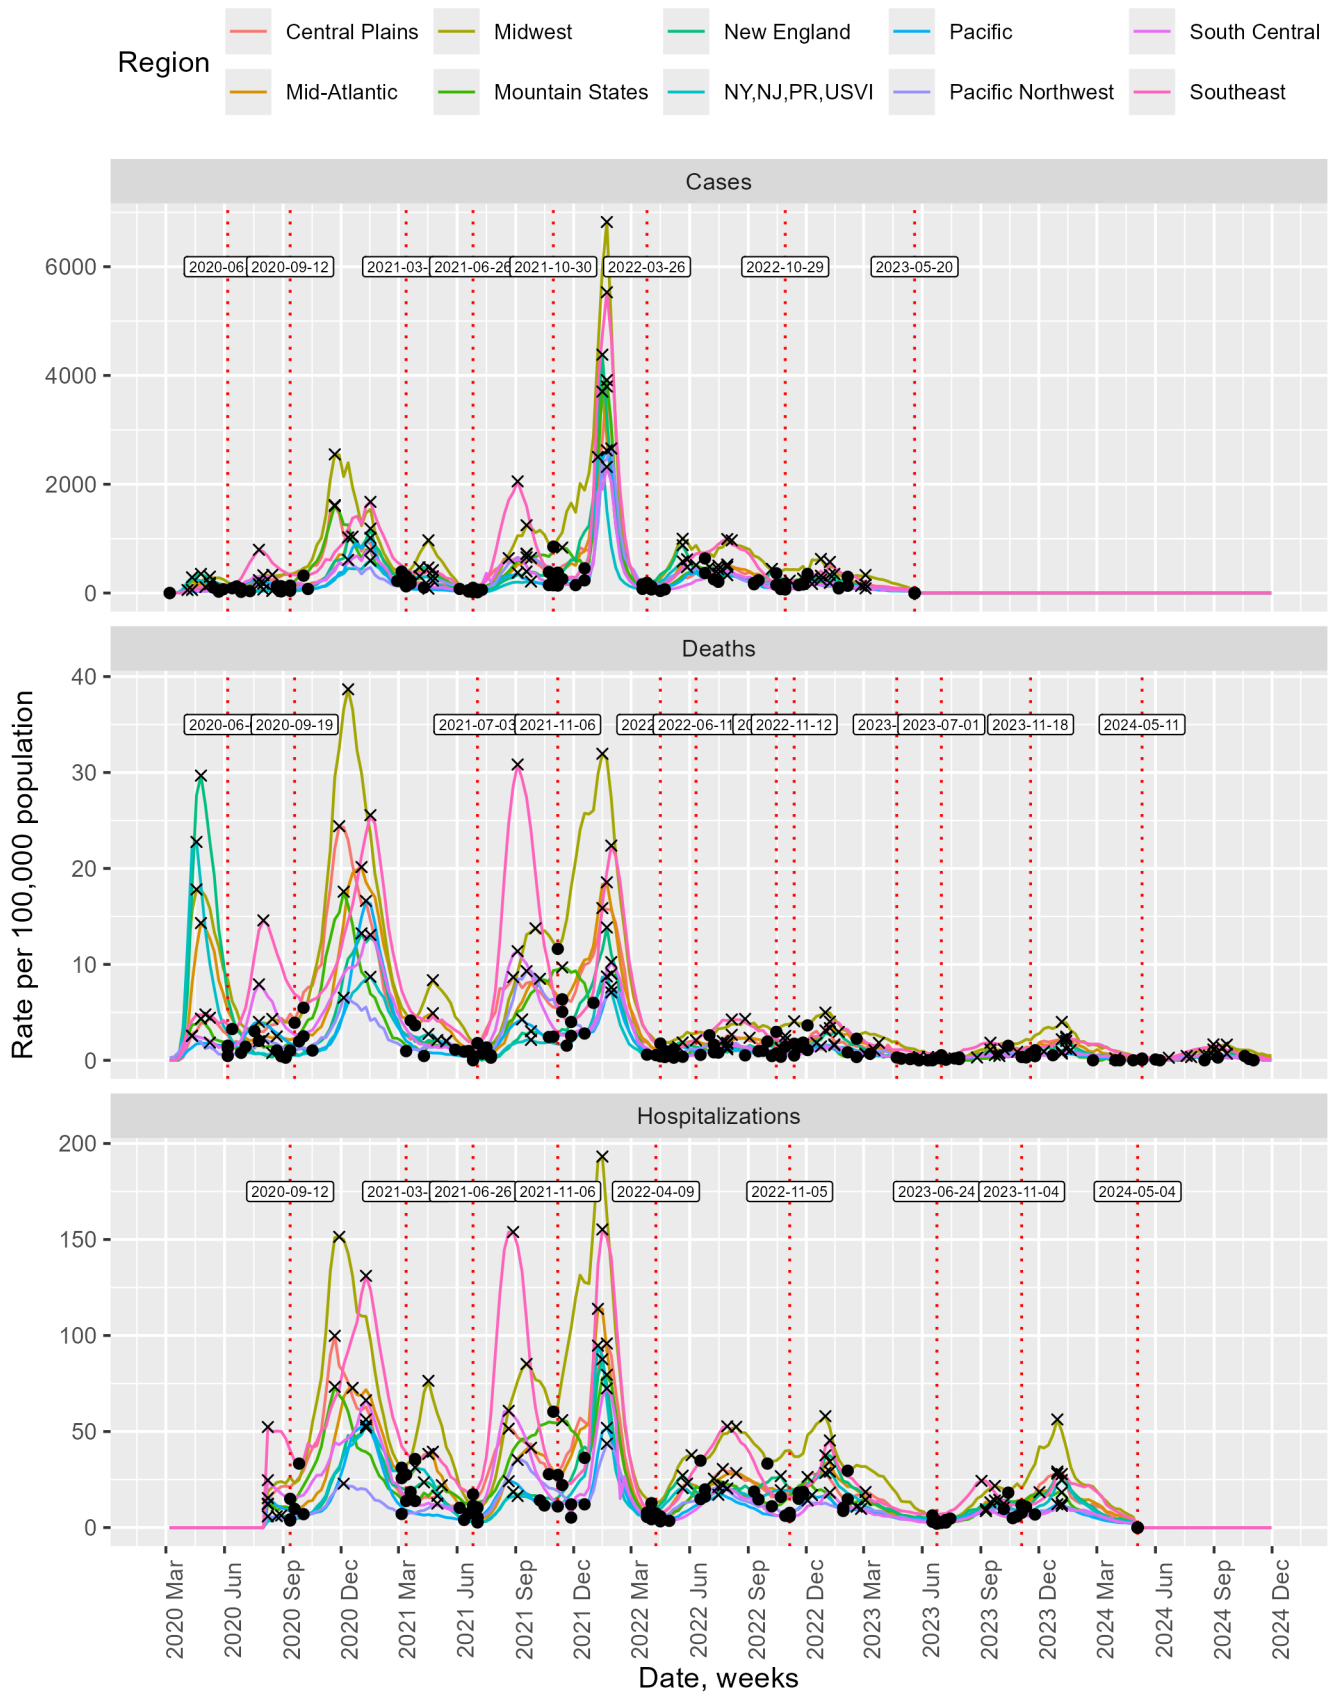 Region
Central Plains
Midwest
New England
Pacific
South Central
Mid-Atlantic
Mountain States
NY,NJ,PR,USVI
Pacific Northwest
Southeast
Cases
6000
4000
2000
0
2020-06-
2020-09-12
2021-03-
2021-06-26
2021-10-30
2022-03-26
2022-10-29
2023-05-20
Rate per 100,000 population
Deaths
40
30
20
10
0
2020-06-
2020-09-19
2021-07-03
2021-11-06
2022
2022-06-11
20
2022-11-12
2023-
2023-07-01
2023-11-18
2024-05-11
Hospitalizations
200
150
100
50
0
2020-09-12
2021-03-
2021-06-26
2021-11-06
2022-04-09
2022-11-05
2023-06-24
2023-11-04
2024-05-04
2020 Mar
2020 Jun
2020 Sep
2020 Dec
2021 Mar
2021 Jun
2021 Sep
2021 Dec
2022 Mar
2022 Jun
2022 Sep
2022 Dec
2023 Mar
2023 Jun
2023 Sep
2023 Dec
2024 Mar
2024 Jun
2024 Sep
2024 Dec
Date, weeks